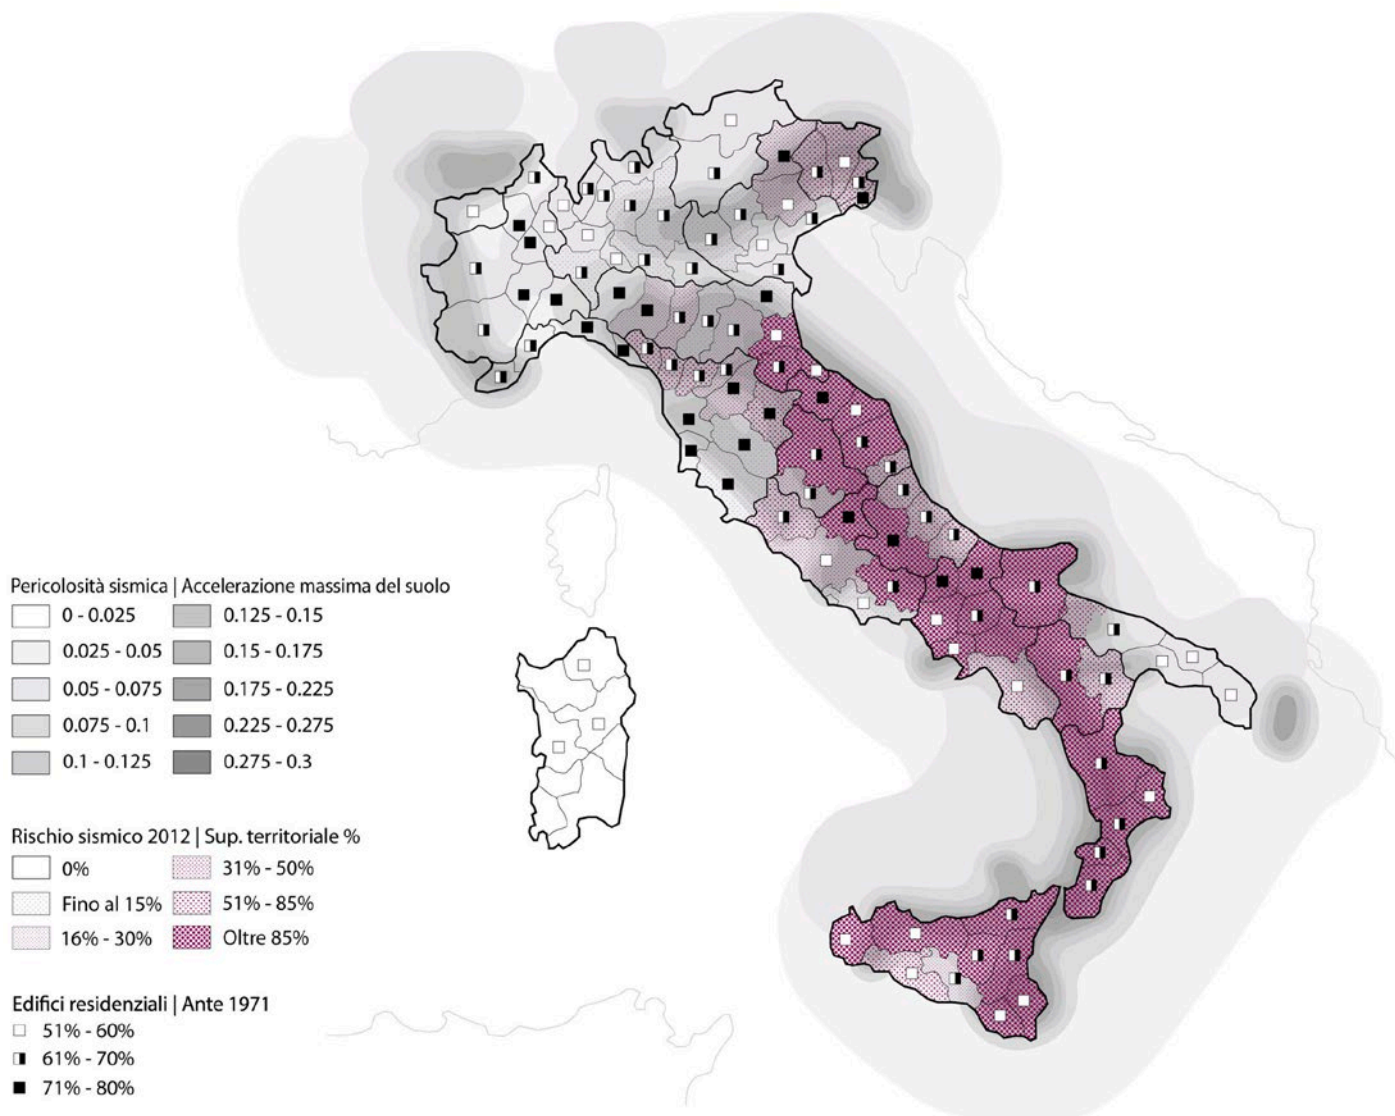 Pericolosità sismica | Accelerazione massima del suolo
0 - 0.025
0.125 - 0.15
0.025 - 0.05
0.15 - 0.175
0.05 - 0.075
0.175 - 0.225
0.075 - 0.1
0.225 - 0.275
0.1 - 0.125
0.275 - 0.3
Rischio sismico 2012 | Sup. territoriale %
0%
31% - 50%
Fino al 15%
51% - 85%
16% - 30%
Oltre 85%
Edifici residenziali | Ante 1971
51% - 60%
61% - 70%
71% - 80%